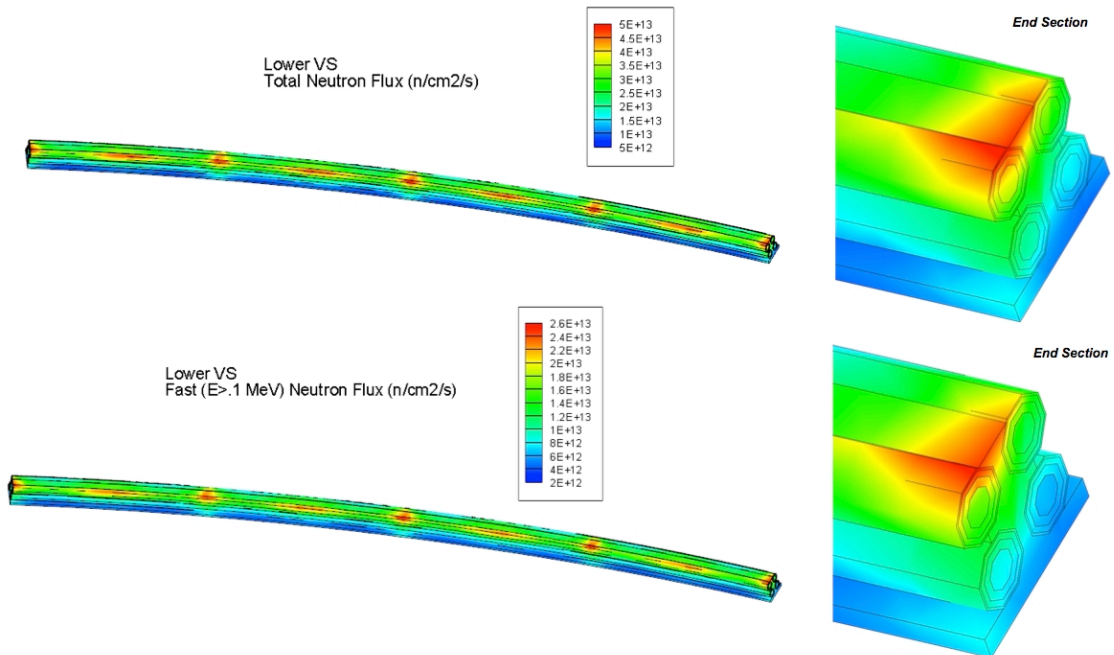 End Section
5E+13
4.5E+13
4E+13
3.5E+13
3E+13
2.5E+13
2E+13
1.5E+13
1E+13
5E+12
Lower VS
Total Neutron Flux (n/cm2/s)
End Section
2.6E+13
2.4E+13
2.2E+13
2E+13
1.8E+13
1.6E+13
1.4E+13
1.2E+13
1E+13
8E+12
6E+12
4E+12
2E+12
Lower VS
Fast (E>.1 MeV) Neutron Flux (n/cm2/s)